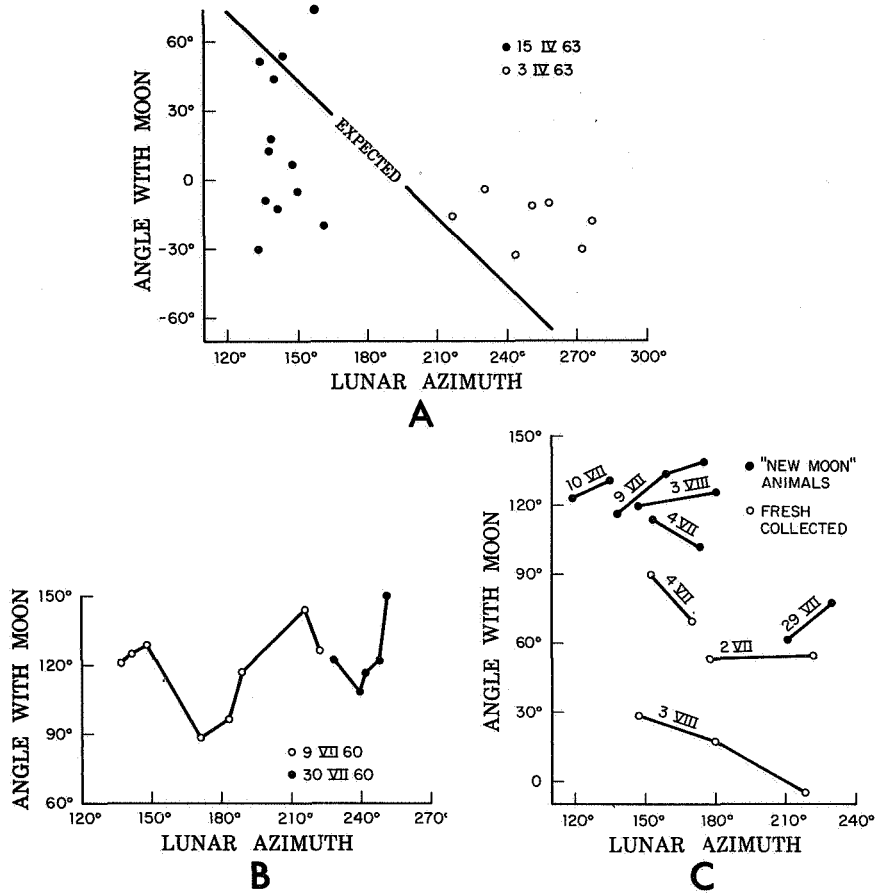 60°
30°
0
-30°
-60°
ANGLE WITH MOON
● 15 IV 63
○ 3 IV 63
EXPECTED
120° 150° 180° 210° 240° 270° 300°
LUNAR AZIMUTH
A
150°
120°
90°
60°
ANGLE WITH MOON
○ 9 VII 60
● 30 VII 60
120° 150° 180° 210° 240° 270°
LUNAR AZIMUTH
B
150°
120°
90°
60°
30°
0
ANGLE WITH MOON
● "NEW MOON"
ANIMALS
○ FRESH
COLLECTED
10 VII
9 VII
3 VIII
4 VII
4 VII
29 VII
2 VII
3 VIII
120° 150° 180° 210° 240°
LUNAR AZIMUTH
C